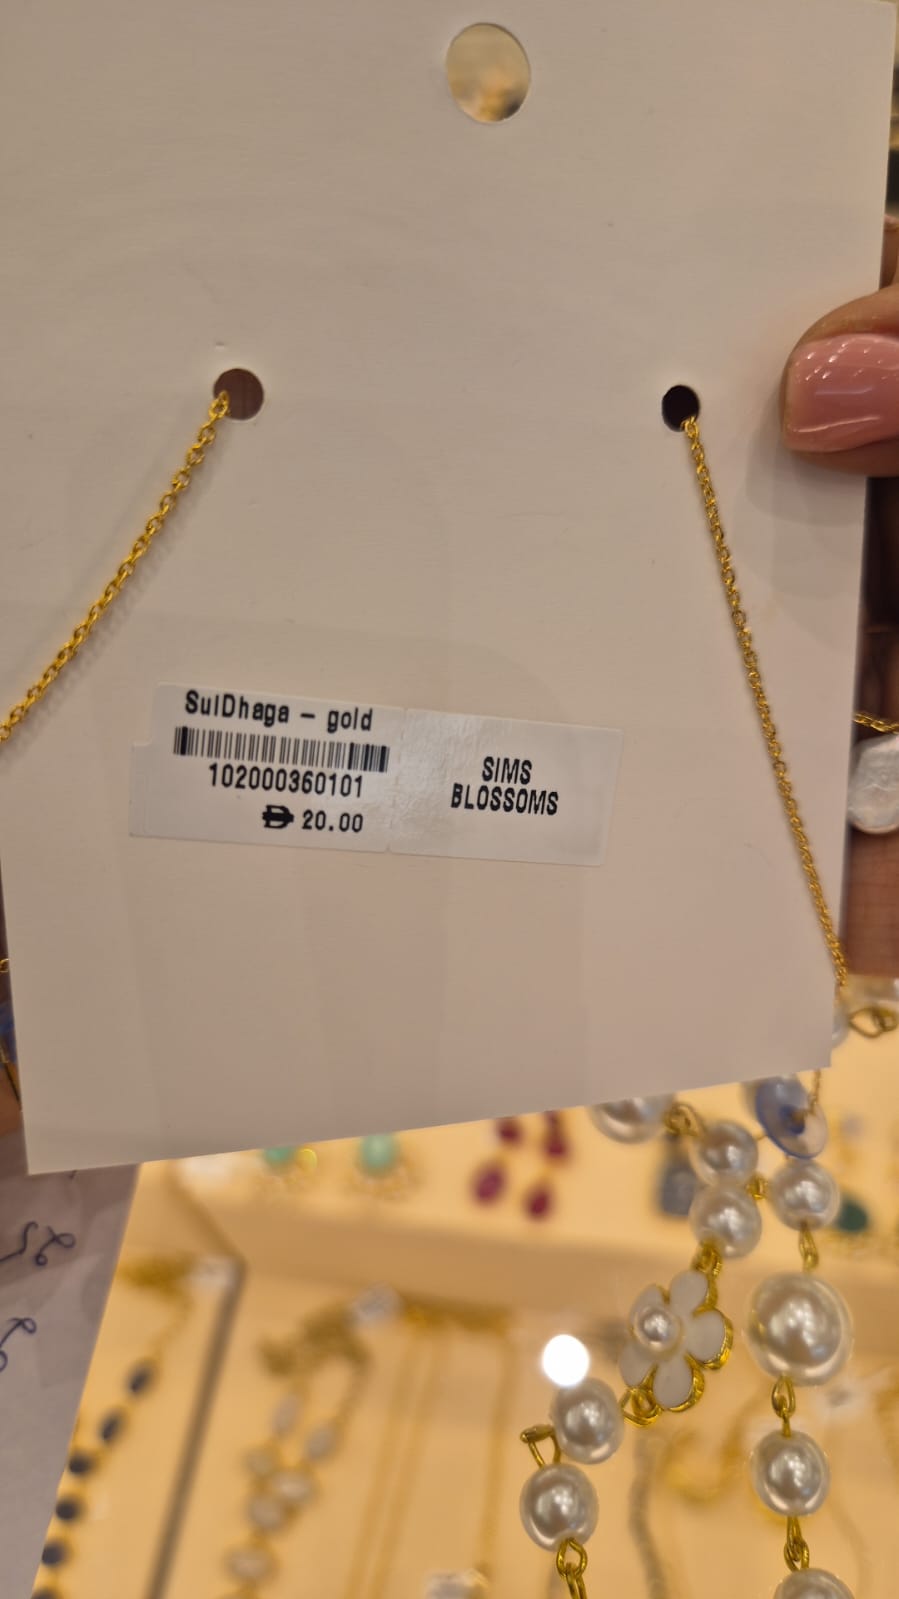 SuiDhaga - gold
102000360101
20.00
SIMS
BLOSSOMS